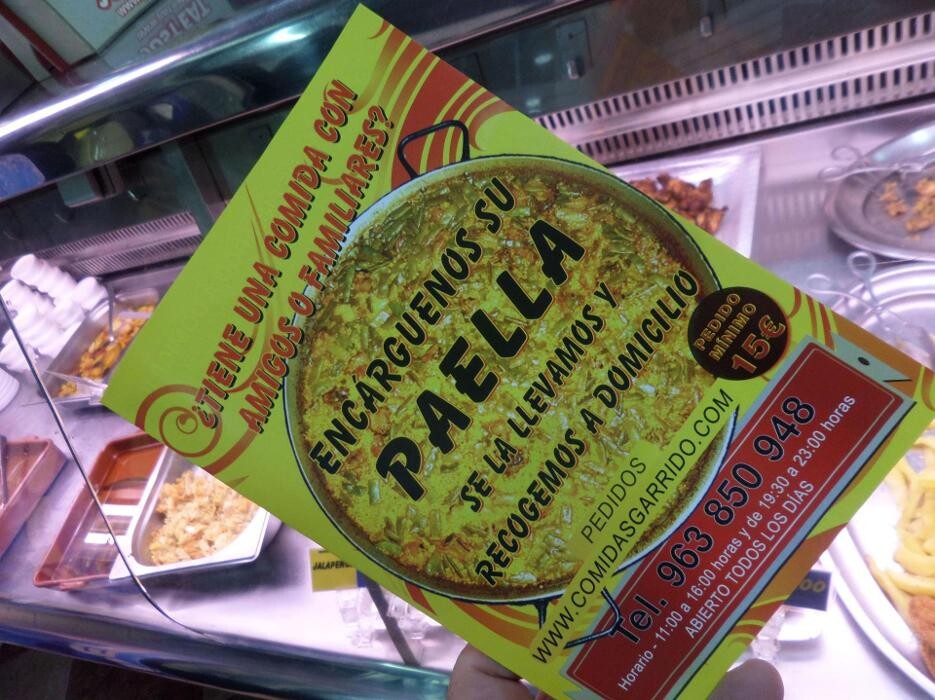 ¿TIENE UNA COMIDA CON
AMIGOS O FAMILIARES?
ENCÁRGUENOS SU
PAELLA
SE LA LLEVAMOS Y
RECOGEMOS A DOMICILIO
PEDIDO
MÍNIMO
15€
PEDIDOS
WWW.COMIDASGARRIDO.COM
Tel. 963 850 948
Horario - 11:00 a 16:00 horas y de 19:30 a 23:00 horas
ABIERTO TODOS LOS DÍAS